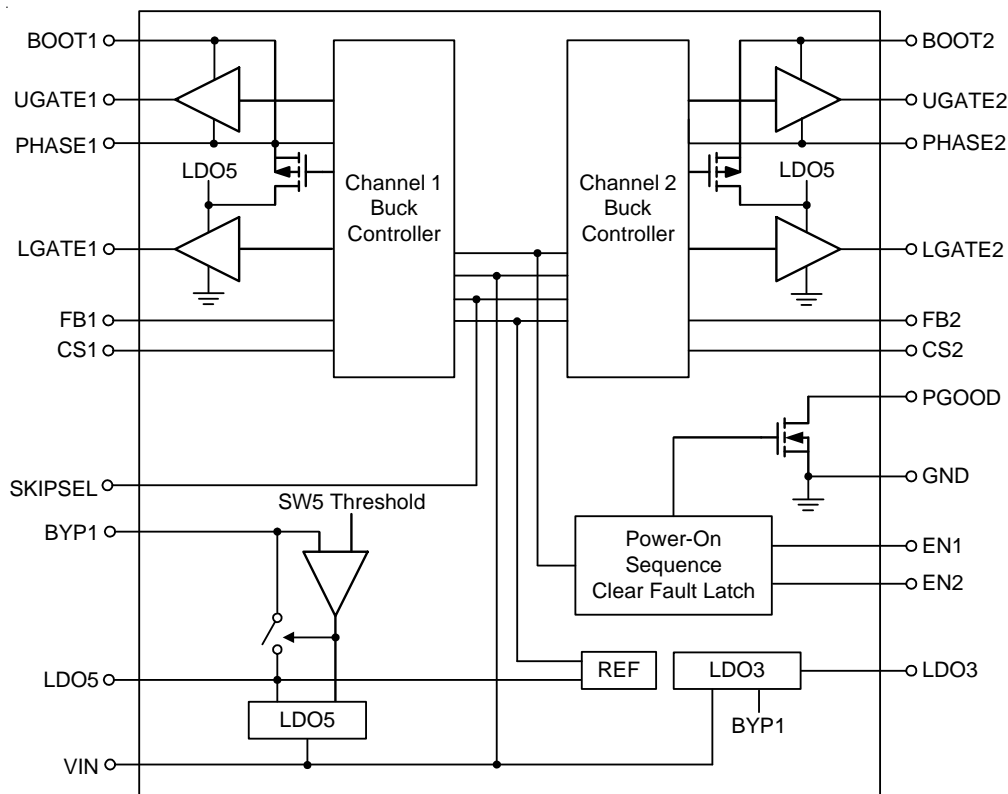 BOOT1
UGATE1
PHASE1
LDO5
LGATE1
FB1
CS1
Channel 1
Buck
Controller
Channel 2
Buck
Controller
BOOT2
UGATE2
PHASE2
LDO5
LGATE2
FB2
CS2
PGOOD
GND
SKIPSEL
SW5 Threshold
BYP1
Power-On
Sequence
Clear Fault Latch
EN1
EN2
LDO5
REF
LDO3
LDO3
LDO5
BYP1
VIN